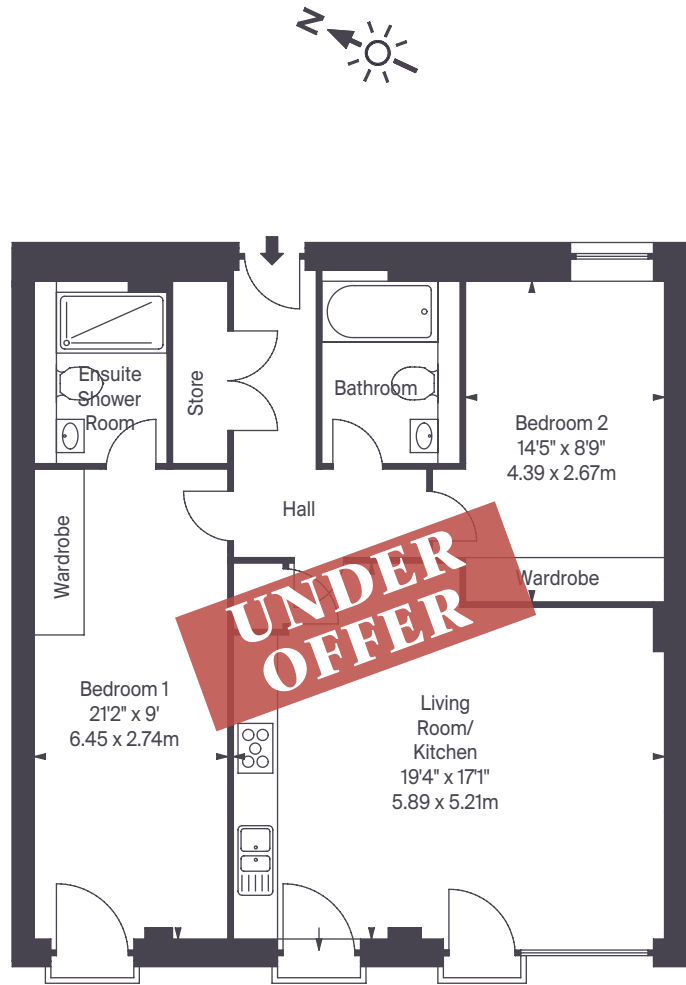 N
Ensuite
Shower
Room
Store
Bathroom
Bedroom 2
14'5" x 8'9"
4.39 x 2.67m
Hall
Wardrobe
Wardrobe
UNDER
OFFER
Bedroom 1
21'2" x 9'
6.45 x 2.74m
Living
Room/
Kitchen
19'4" x 17'1"
5.89 x 5.21m